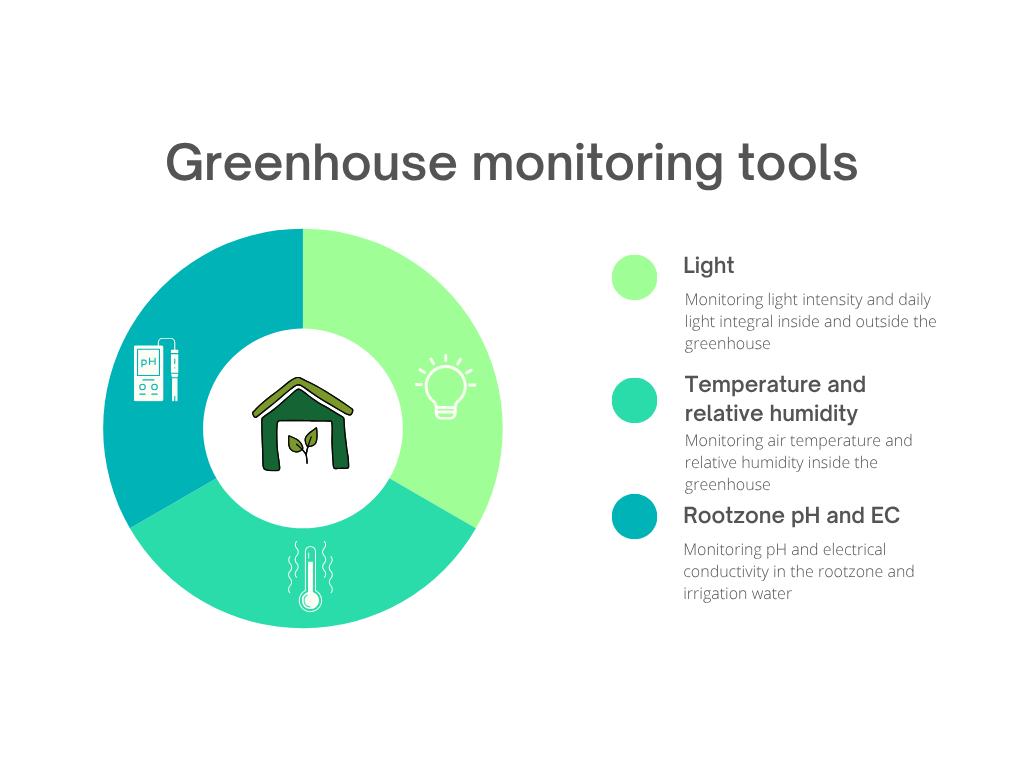 Greenhouse monitoring tools
pH
Light
Monitoring light intensity and daily
light integral inside and outside the
greenhouse
Temperature and
relative humidity
Monitoring air temperature and
relative humidity inside the
greenhouse
Rootzone pH and EC
Monitoring pH and electrical
conductivity in the rootzone and
irrigation water